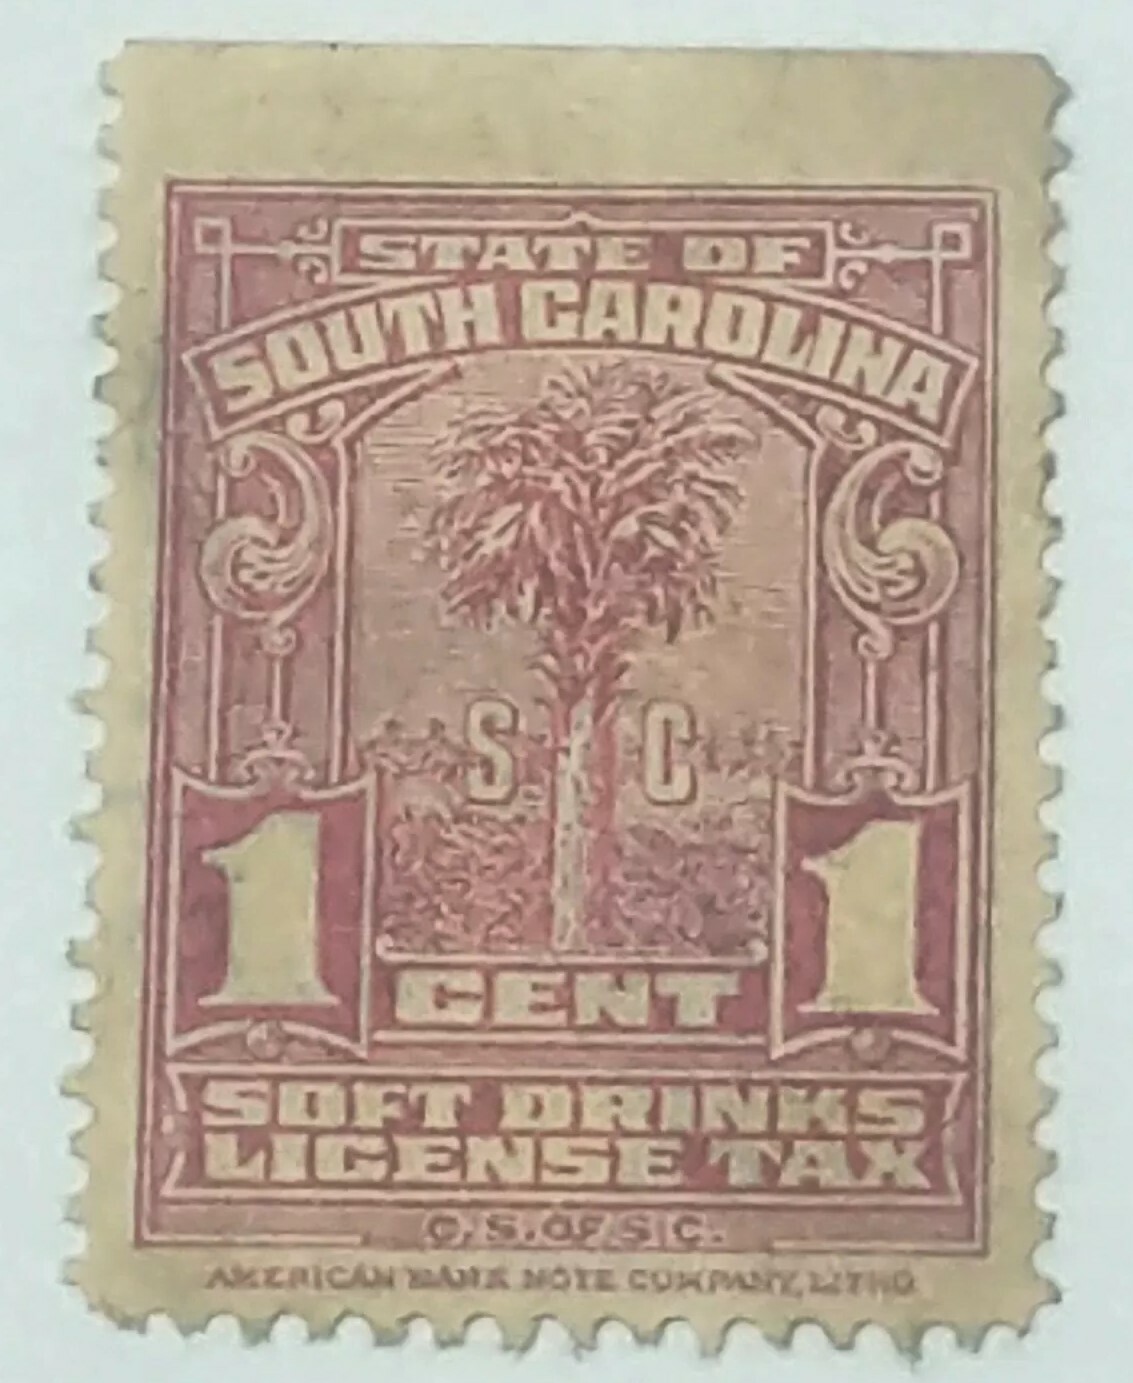 STATE OF
SOUTH CAROLINA
S C
1 1
CENT
SOFT DRINKS
LICENSE TAX
C. S. OF S. C.
AMERICAN BANK NOTE COMPANY, LITHO.